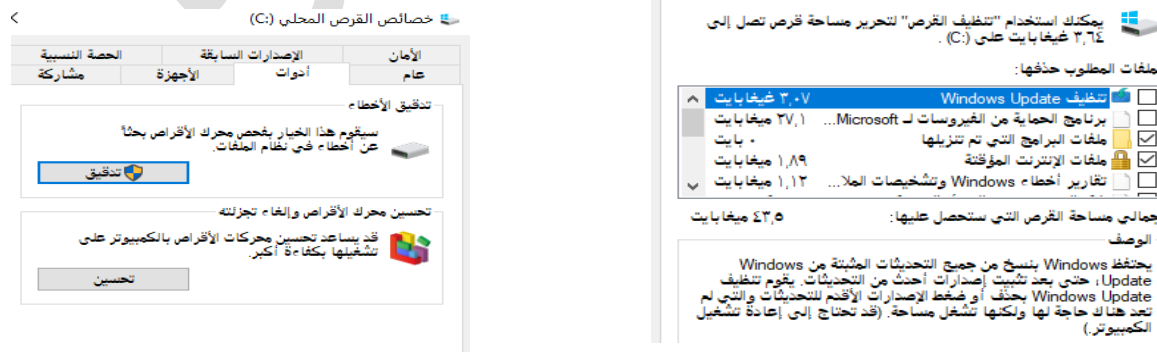 يمكنك استخدام "تنظيف القرص" لتحرير مساحة قرص تصل إلى
٣,٦٤ غيغابايت على (C:) .
ملفات المطلوب حذفها:
تنظيف Windows Update ٣,٠٧ غيغابايت
برنامج الحماية من الفيروسات لـ Microsoft... ٢٧,١ ميغابايت
ملفات البرامج التي تم تنزيلها ٠ بايت
ملفات الإنترنت المؤقتة ١,٨٩ ميغابايت
تقارير أخطاء Windows وتشخيصات الملا... ١,١٢ ميغابايت
جمالي مساحة القرص التي ستحصل عليها: ٤٣,٥ ميغابايت
الوصف
يحتفظ Windows بنسخ من جميع التحديثات المثبتة من Windows
Update، حتى بعد تثبيت إصدارات أحدث من التحديثات. يقوم تنظيف
Windows Update بحذف أو ضغط الإصدارات الأقدم للتحديثات والتي لم
تعد هناك حاجة لها ولكنها تشغل مساحة. (قد تحتاج إلى إعادة تشغيل
الكمبيوتر.)
خصائص القرص المحلي (C:)
الأمان الإصدارات السابقة الحصة النسبية
عام أدوات الأجهزة مشاركة
تدقيق الأخطاء
سيقوم هذا الخيار بفحص محرك الأقراص بحثاً
عن أخطاء في نظام الملفات.
تدقيق
تحسين محرك الأقراص وإلغاء تجزئته
قد يساعد تحسين محركات الأقراص بالكمبيوتر على
تشغيلها بكفاءة أكبر.
تحسين